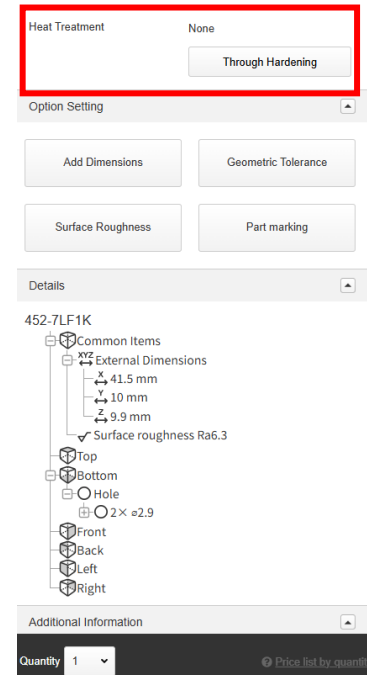 Heat Treatment None
Through Hardening
Option Setting
Add Dimensions Geometric Tolerance
Surface Roughness Part marking
Details
452-7LF1K
Common Items
XYZ External Dimensions
X 41.5 mm
Y 10 mm
Z 9.9 mm
Surface roughness Ra6.3
Top
Bottom
Hole
2× ⌀2.9
Front
Back
Left
Right
Additional Information
Quantity 1 Price list by quantit